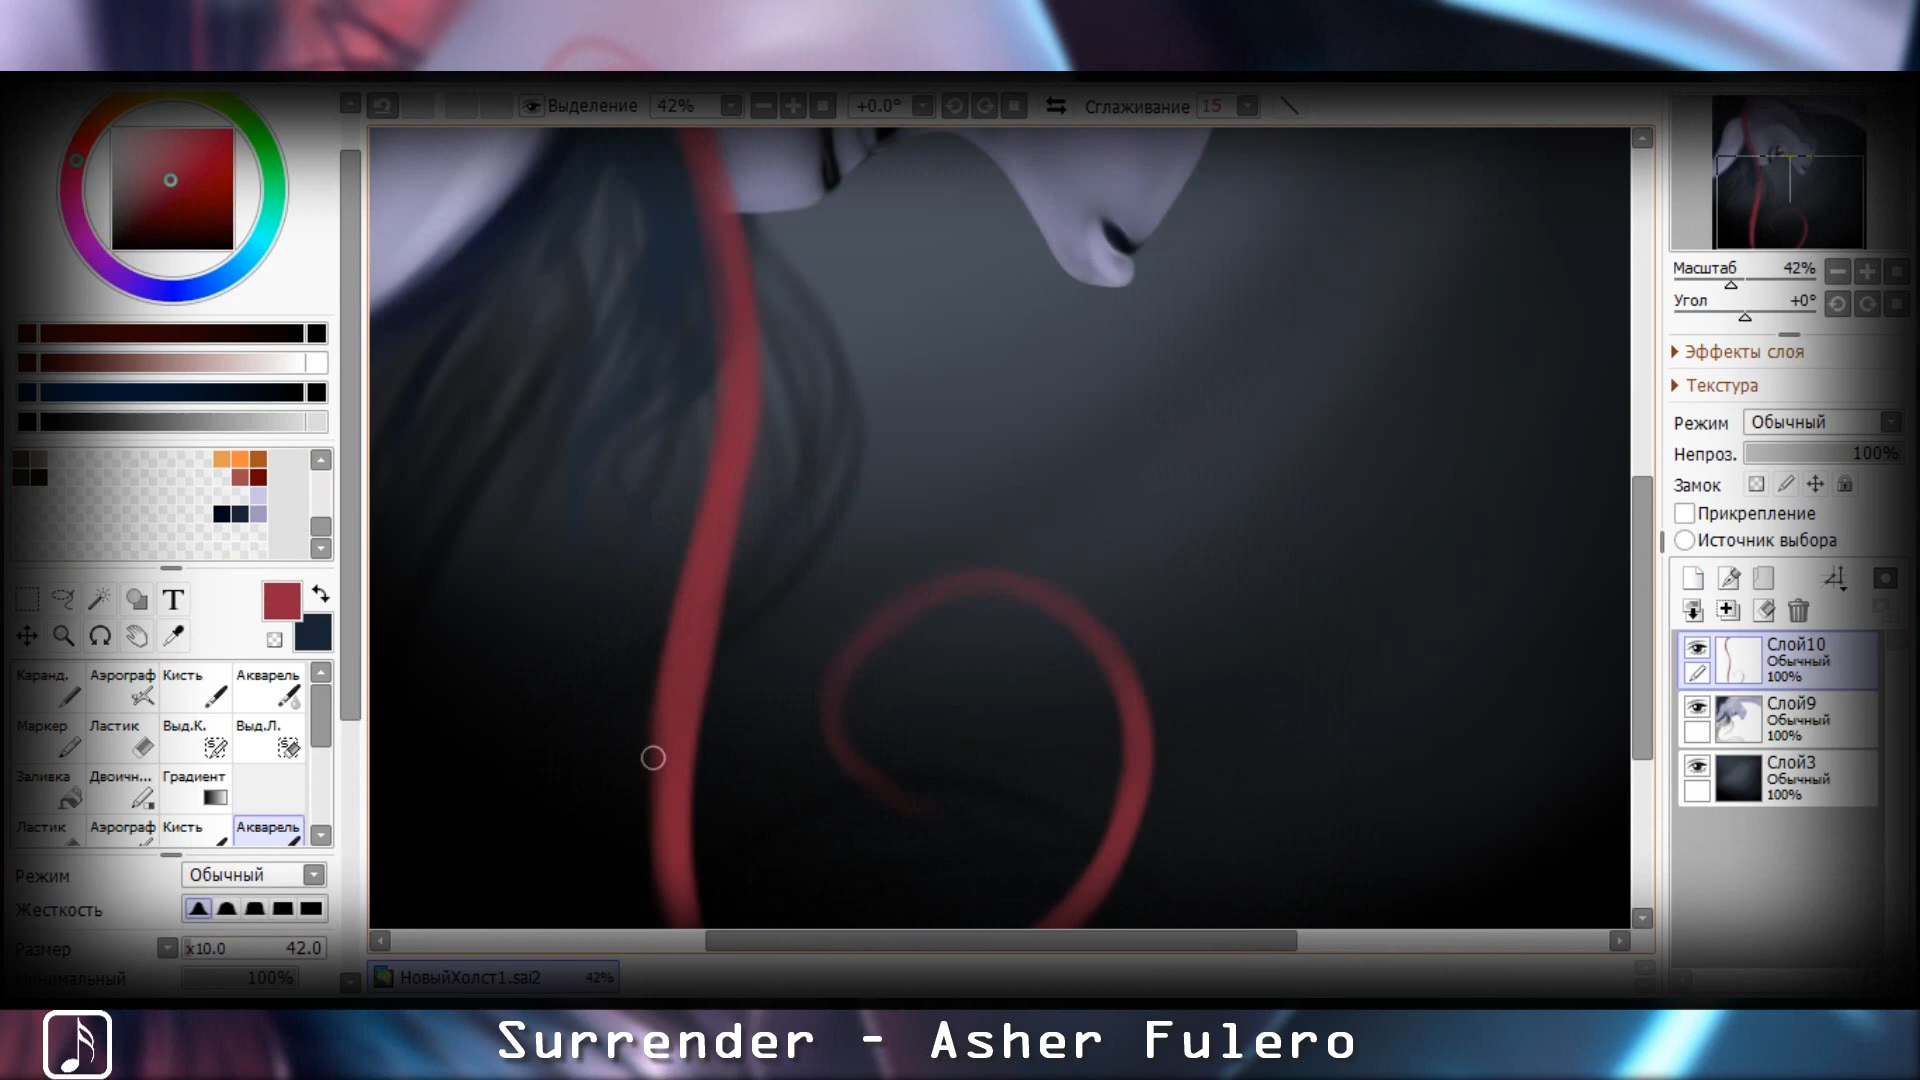 Выделение 42% +0.0° Сглаживание 15
Масштаб 42%
Угол +0°
Эффекты слоя
Текстура
Режим Обычный
Непроз. 100%
Замок
Прикрепление
Источник выбора
T
Каранд. Аэрограф Кисть Акварель
Маркер Ластик Выд.К. Выд.Л.
Заливка Двоичн... Градиент
Ластик Аэрограф Кисть Акварель
Режим Обычный
Жесткость
Размер x10.0 42.0
Минимальный 100%
Слой10
Обычный
100%
Слой9
Обычный
100%
Слой3
Обычный
100%
НовыйХолст1.sai2 42%
Surrender - Asher Fulero